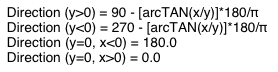 Direction (y>0) = 90 - [arcTAN(x/y)]*180/π
Direction (y<0) = 270 - [arcTAN(x/y)]*180/π
Direction (y=0, x<0) = 180.0
Direction (y=0, x>0) = 0.0